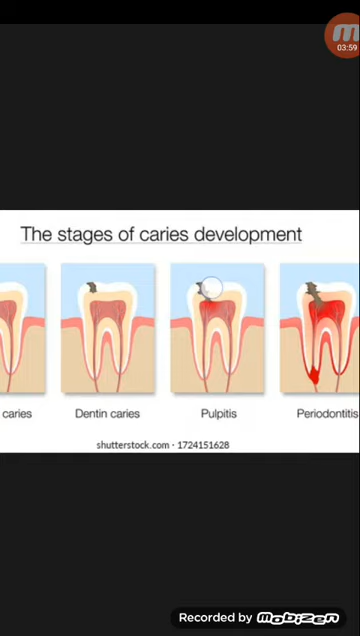 03:59
The stages of caries development
caries
Dentin caries
Pulpitis
Periodontitis
shutterstock.com · 1724151628
Recorded by Mobizen